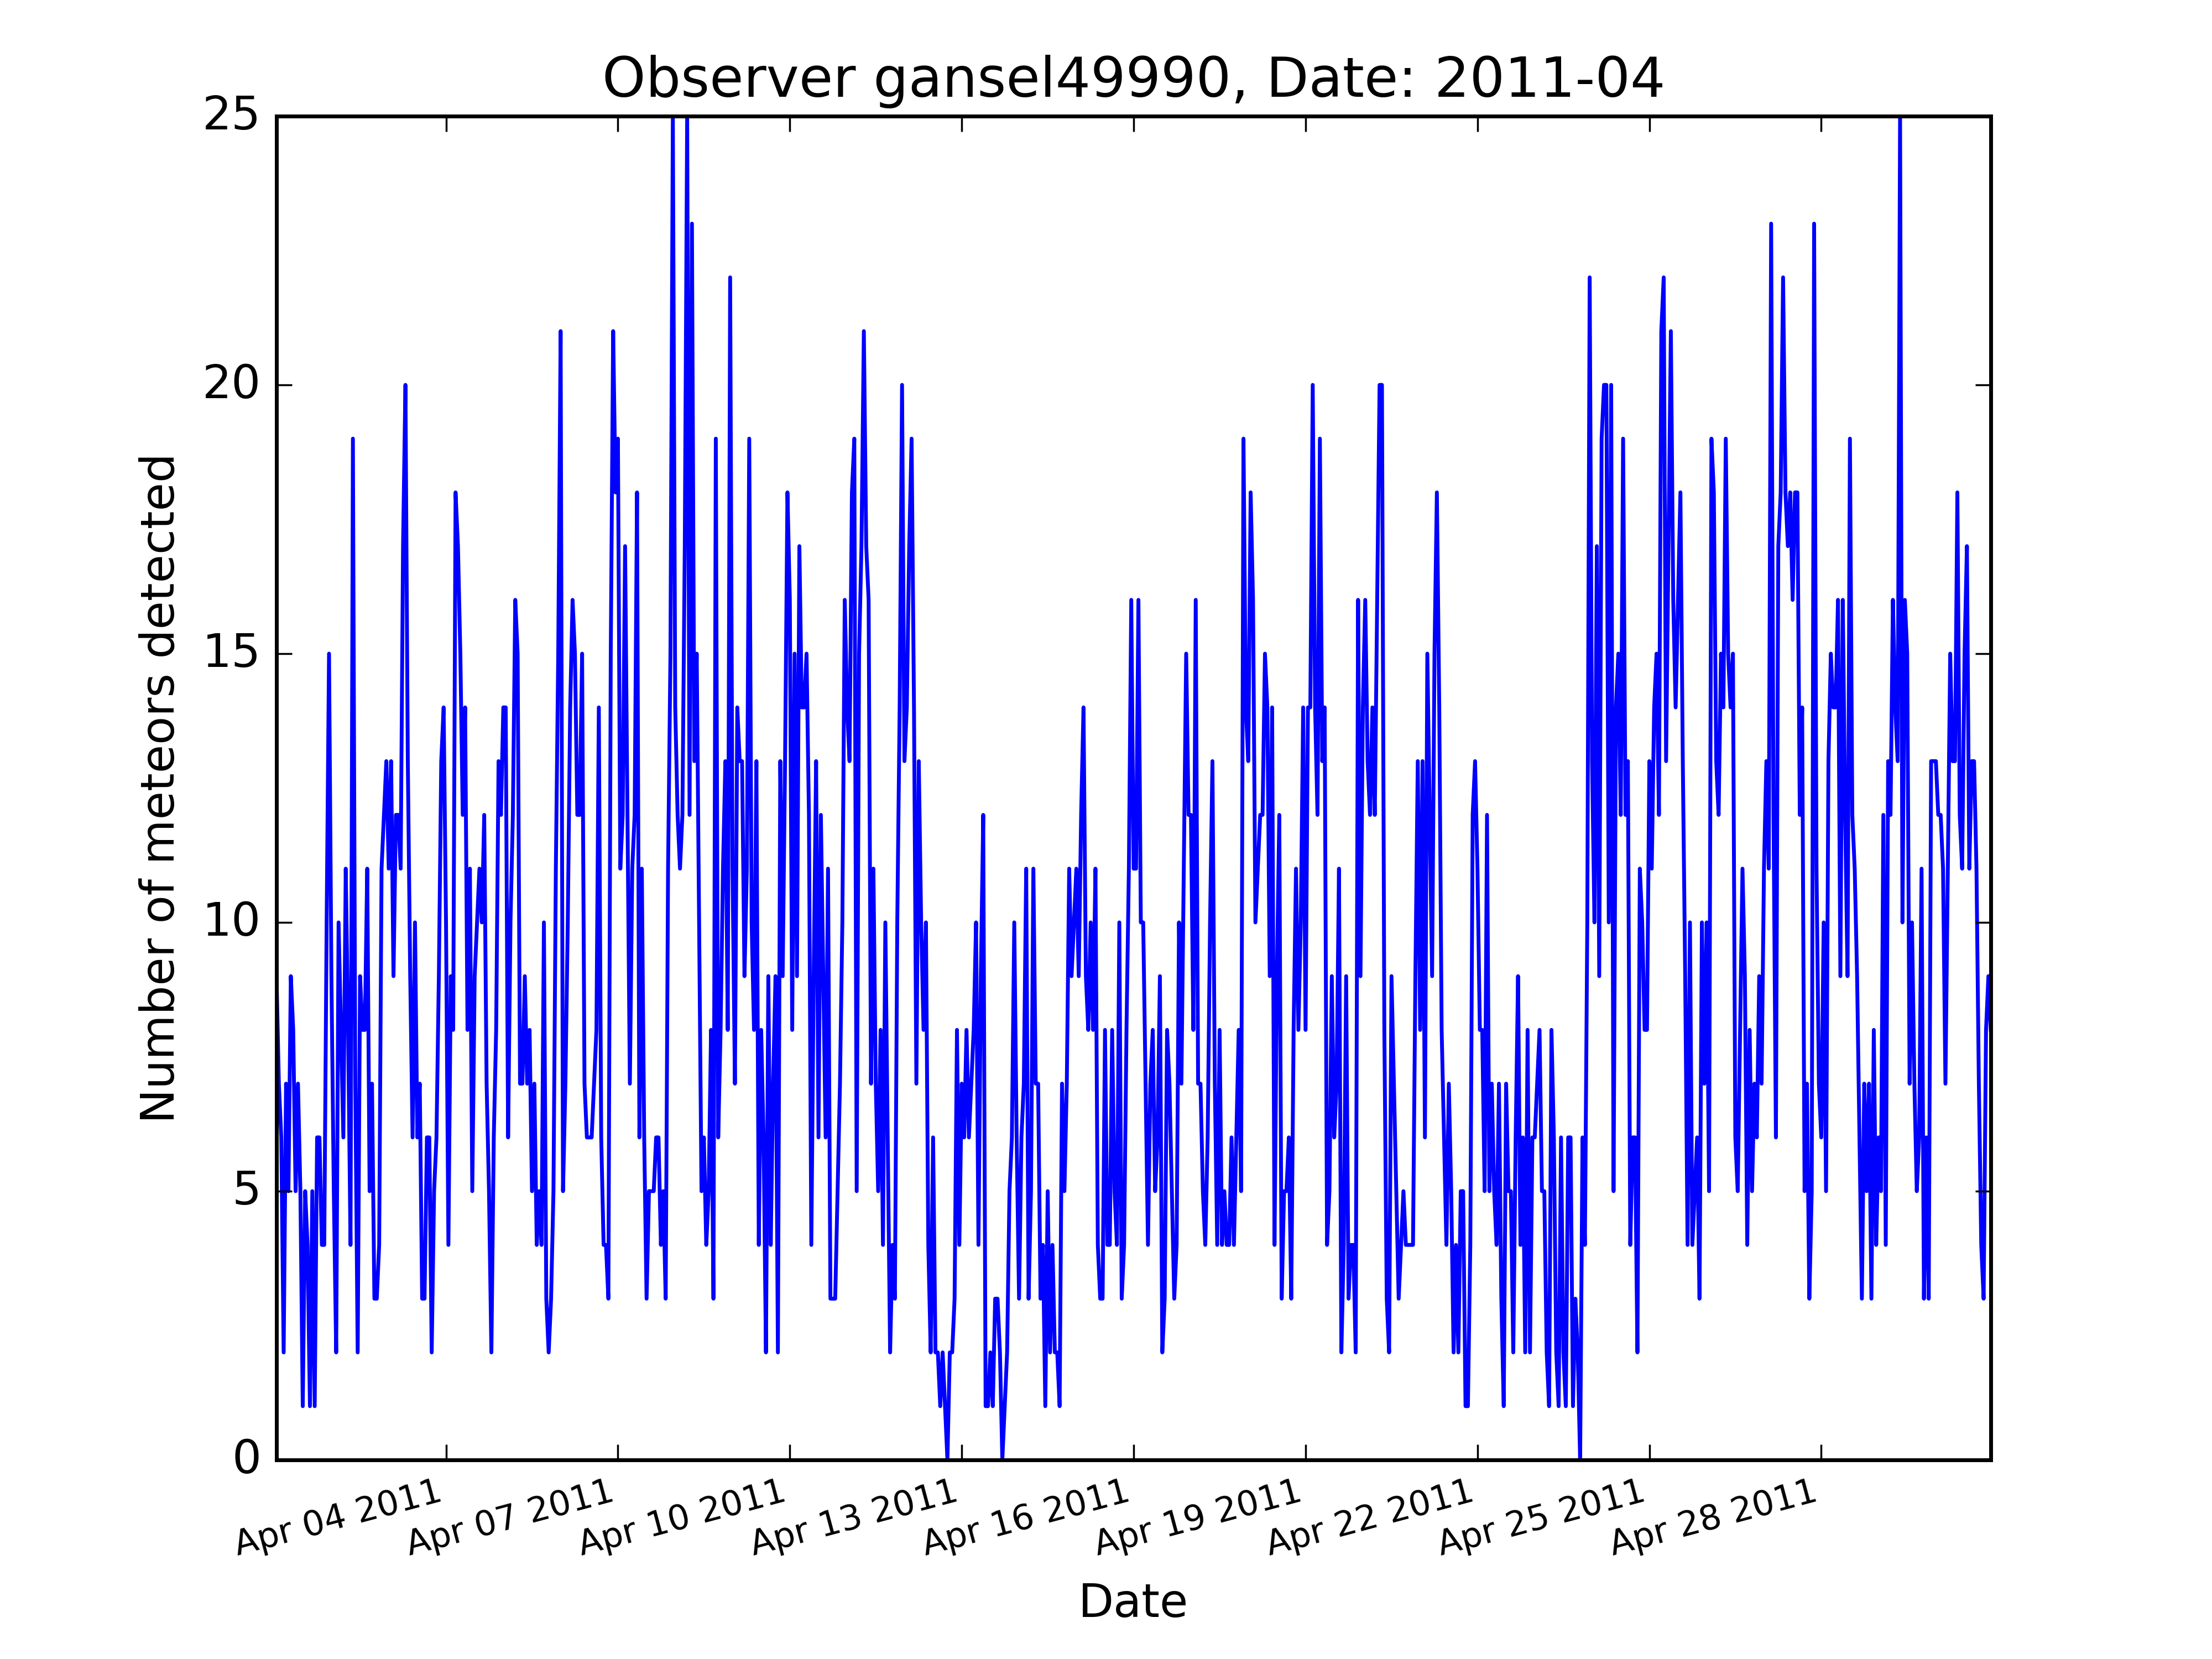 Observer gansel49990, Date: 2011-04
Number of meteors detected
25
20
15
10
5
0
Apr 04 2011
Apr 07 2011
Apr 10 2011
Apr 13 2011
Apr 16 2011
Apr 19 2011
Apr 22 2011
Apr 25 2011
Apr 28 2011
Date